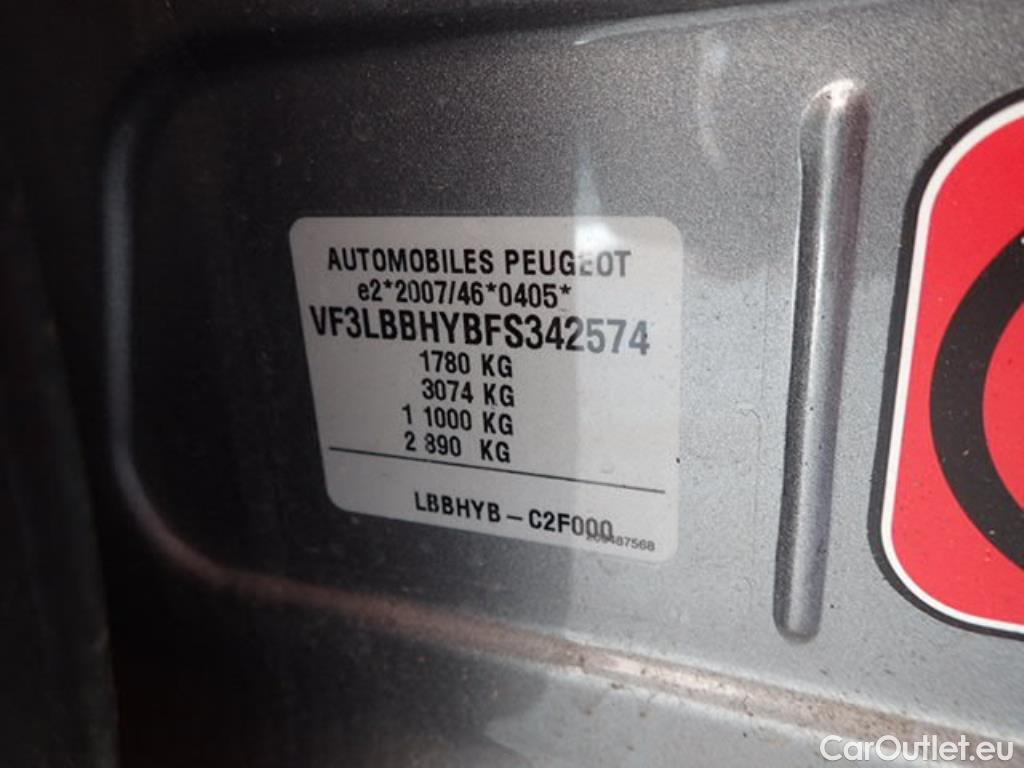 AUTOMOBILES PEUGEOT
e2*2007/46*0405*
VF3LBBHYBFS342574
1780 KG
3074 KG
1 1000 KG
2 890 KG
LBBHYB-C2F000
CarOutlet.eu